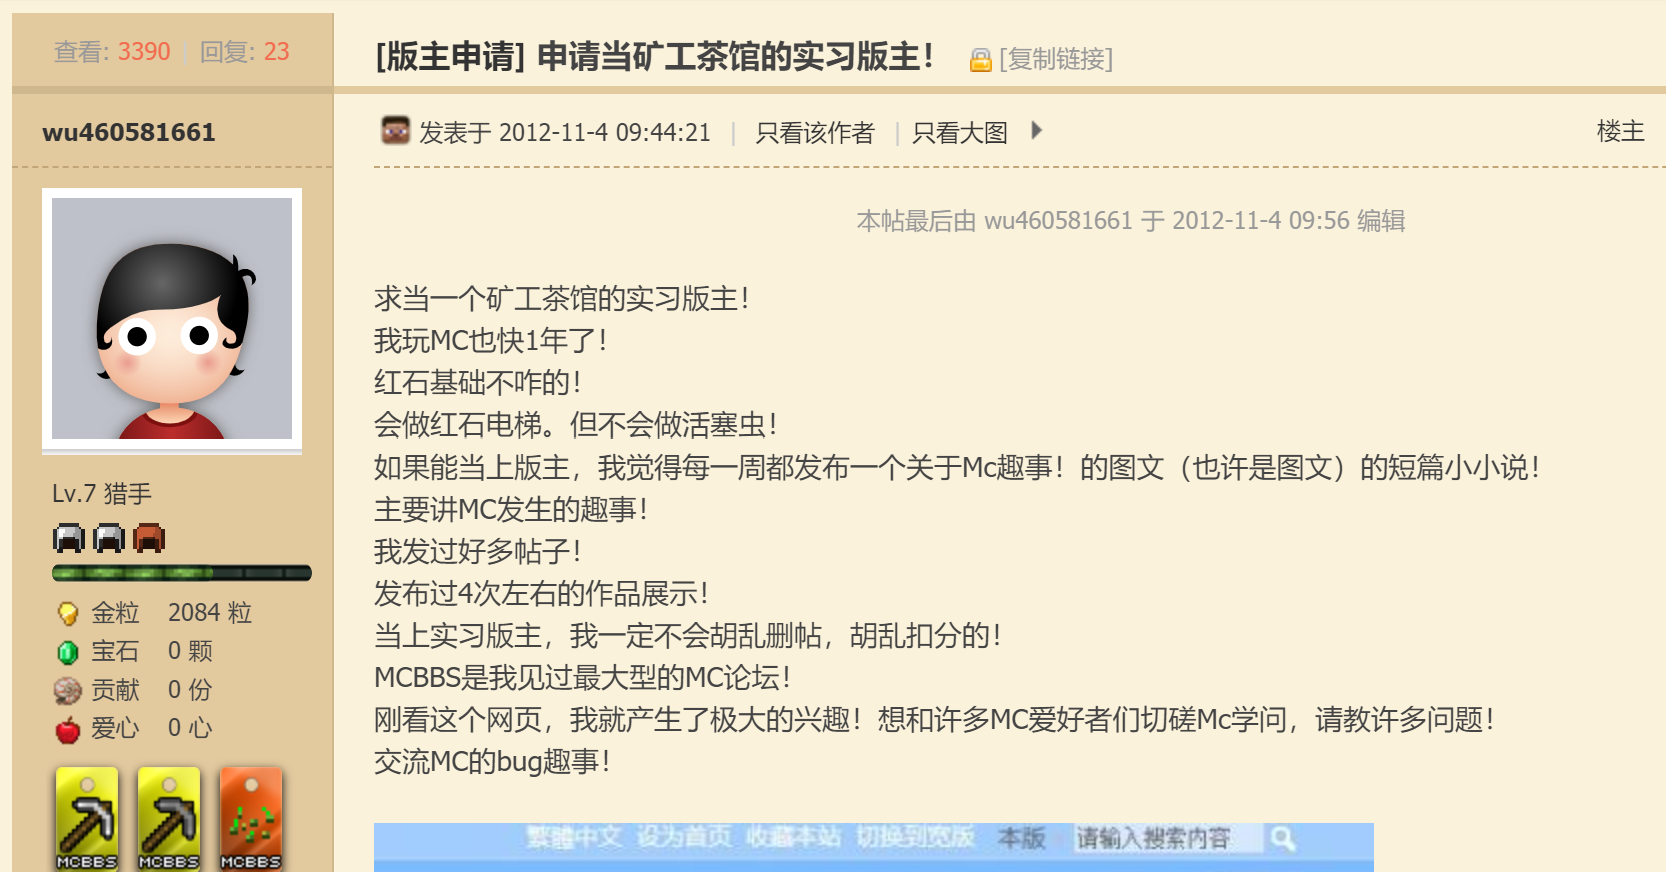 查看: 3390 | 回复: 23
[版主申请] 申请当矿工茶馆的实习版主！ [复制链接]
wu460581661
发表于 2012-11-4 09:44:21 | 只看该作者 | 只看大图
楼主
本帖最后由 wu460581661 于 2012-11-4 09:56 编辑
求当一个矿工茶馆的实习版主！
我玩MC也快1年了！
红石基础不咋的！
会做红石电梯。但不会做活塞虫！
如果能当上版主，我觉得每一周都发布一个关于Mc趣事！的图文（也许是图文）的短篇小小说！
主要讲MC发生的趣事！
我发过好多帖子！
发布过4次左右的作品展示！
当上实习版主，我一定不会胡乱删帖，胡乱扣分的！
MCBBS是我见过最大型的MC论坛！
刚看这个网页，我就产生了极大的兴趣！想和许多MC爱好者们切磋Mc学问，请教许多问题！
交流MC的bug趣事！
Lv.7 猎手
金粒 2084 粒
宝石 0 颗
贡献 0 份
爱心 0 心
MCBBS MCBBS MCBBS
繁體中文 设为首页 收藏本站 切换到宽版 本版 请输入搜索内容